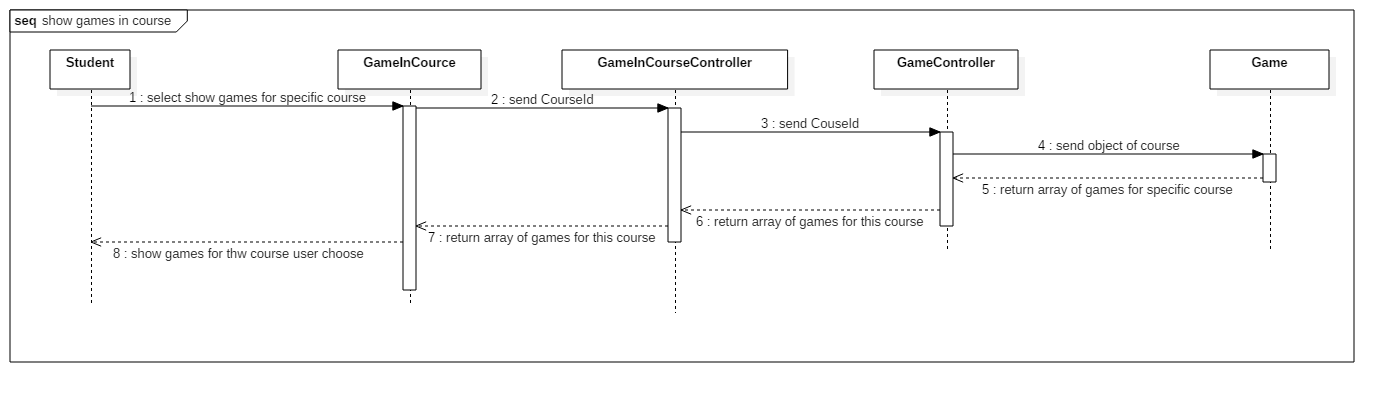 seq show games in course
Student
GameInCource
GameInCourseController
GameController
Game
1 : select show games for specific course
2 : send CourseId
3 : send CouseId
4 : send object of course
5 : return array of games for specific course
6 : return array of games for this course
7 : return array of games for this course
8 : show games for thw course user choose